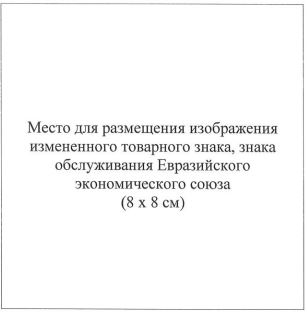 Место для размещения изображения
измененного товарного знака, знака
обслуживания Евразийского
экономического союза
(8 х 8 см)